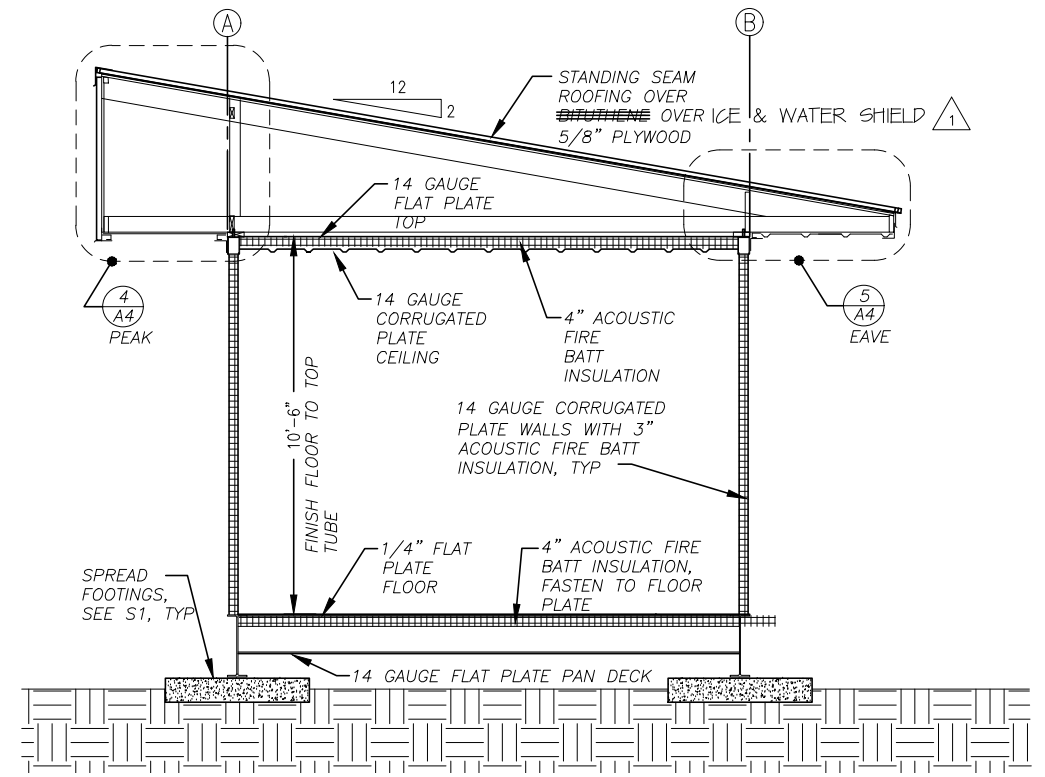 A
B
12
2
STANDING SEAM
ROOFING OVER
BITUTHENE OVER ICE & WATER SHIELD
1
5/8" PLYWOOD
14 GAUGE
FLAT PLATE
TOP
4
A4
PEAK
14 GAUGE
CORRUGATED
PLATE
CEILING
4" ACOUSTIC
FIRE
BATT
INSULATION
5
A4
EAVE
10'-6"
FINISH FLOOR TO TOP
TUBE
14 GAUGE CORRUGATED
PLATE WALLS WITH 3"
ACOUSTIC FIRE BATT
INSULATION, TYP
1/4" FLAT
PLATE
FLOOR
4" ACOUSTIC FIRE
BATT INSULATION,
FASTEN TO FLOOR
PLATE
SPREAD
FOOTINGS,
SEE S1, TYP
14 GAUGE FLAT PLATE PAN DECK